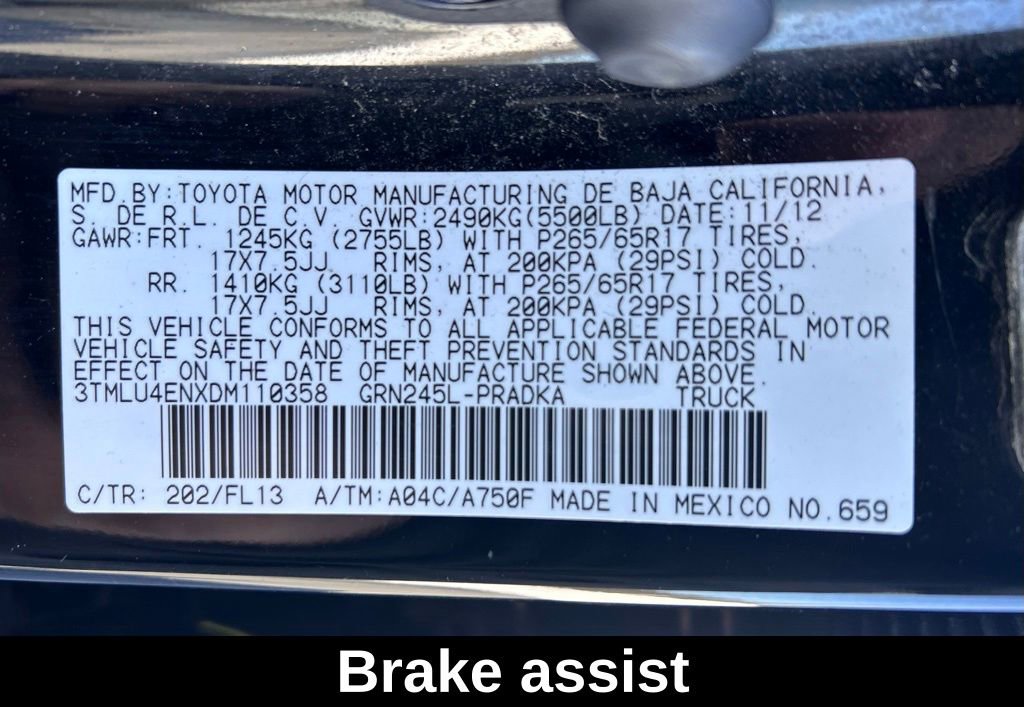 MFD.BY:TOYOTA MOTOR MANUFACTURING DE BAJA CALIFORNIA,
S. DE R.L. DE C.V. GVWR:2490KG(5500LB) DATE:11/12
GAWR:FRT. 1245KG (2755LB) WITH P265/65R17 TIRES,
17X7.5JJ RIMS, AT 200KPA (29PSI) COLD.
RR. 1410KG (3110LB) WITH P265/65R17 TIRES,
17X7.5JJ RIMS, AT 200KPA (29PSI) COLD.
THIS VEHICLE CONFORMS TO ALL APPLICABLE FEDERAL MOTOR
VEHICLE SAFETY AND THEFT PREVENTION STANDARDS IN
EFFECT ON THE DATE OF MANUFACTURE SHOWN ABOVE.
3TMLU4ENXDM110358 GRN245L-PRADKA TRUCK
C/TR: 202/FL13 A/TM:A04C/A750F MADE IN MEXICO NO.659
Brake assist